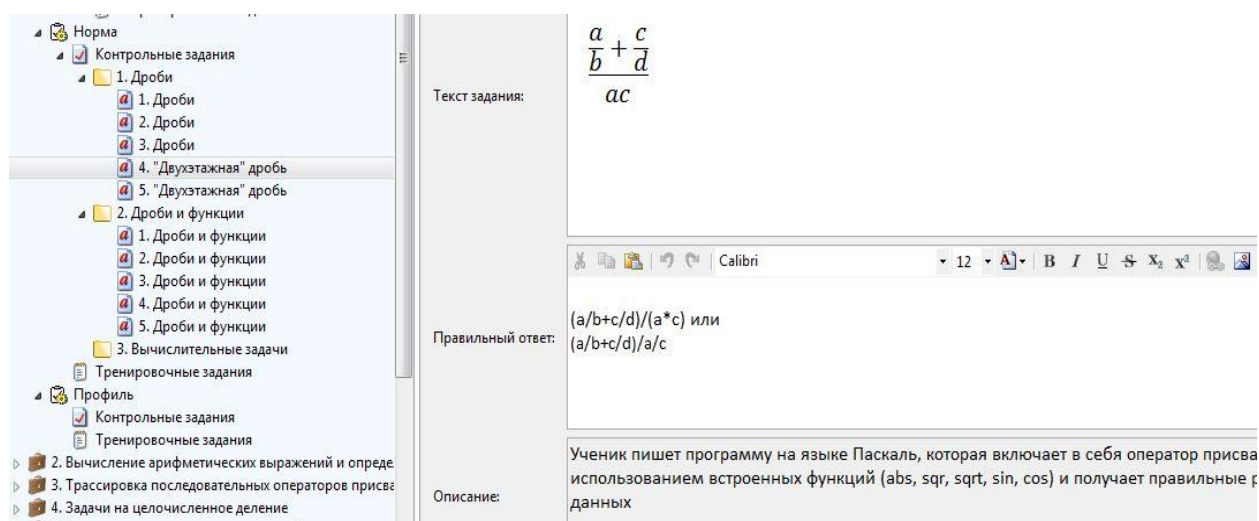 Норма
Контрольные задания
1. Дроби
1. Дроби
2. Дроби
3. Дроби
4. "Двухэтажная" дробь
5. "Двухэтажная" дробь
2. Дроби и функции
1. Дроби и функции
2. Дроби и функции
3. Дроби и функции
4. Дроби и функции
5. Дроби и функции
3. Вычислительные задачи
Тренировочные задания
Профиль
Контрольные задания
Тренировочные задания
2. Вычисление арифметических выражений и опреде
3. Трассировка последовательных операторов присва
4. Задачи на целочисленное деление
Текст задания:
a c
b + d
ac
Calibri 12 A B I U S X₂ x²
Правильный ответ:
(a/b+c/d)/(a*c) или
(a/b+c/d)/a/c
Описание:
Ученик пишет программу на языке Паскаль, которая включает в себя оператор присва
использованием встроенных функций (abs, sqr, sqrt, sin, cos) и получает правильные р
данных